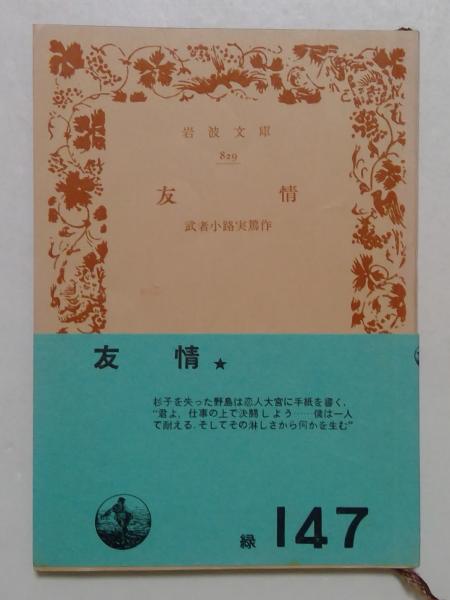 岩波文庫
829
友情
武者小路実篤作
友情★
杉子を失った野島は恋人大宮に手紙を書く,
“君よ, 仕事の上で決闘しよう……僕は一人
で耐える. そしてその淋しさから何かを生む”
緑 147